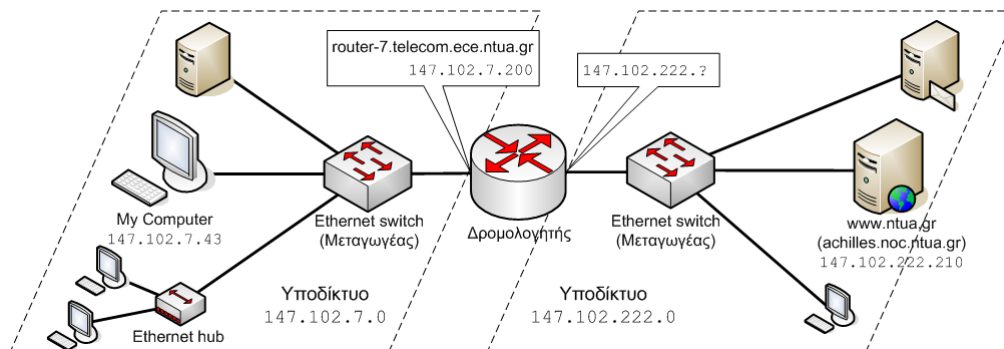 router-7.telecom.ece.ntua.gr
147.102.7.200
147.102.222.?
My Computer
147.102.7.43
Ethernet switch
(Μεταγωγέας)
Δρομολογητής
Ethernet switch
(Μεταγωγέας)
www.ntua.gr
(achilles.noc.ntua.gr)
147.102.222.210
Ethernet hub
Υποδίκτυο
147.102.7.0
Υποδίκτυο
147.102.222.0